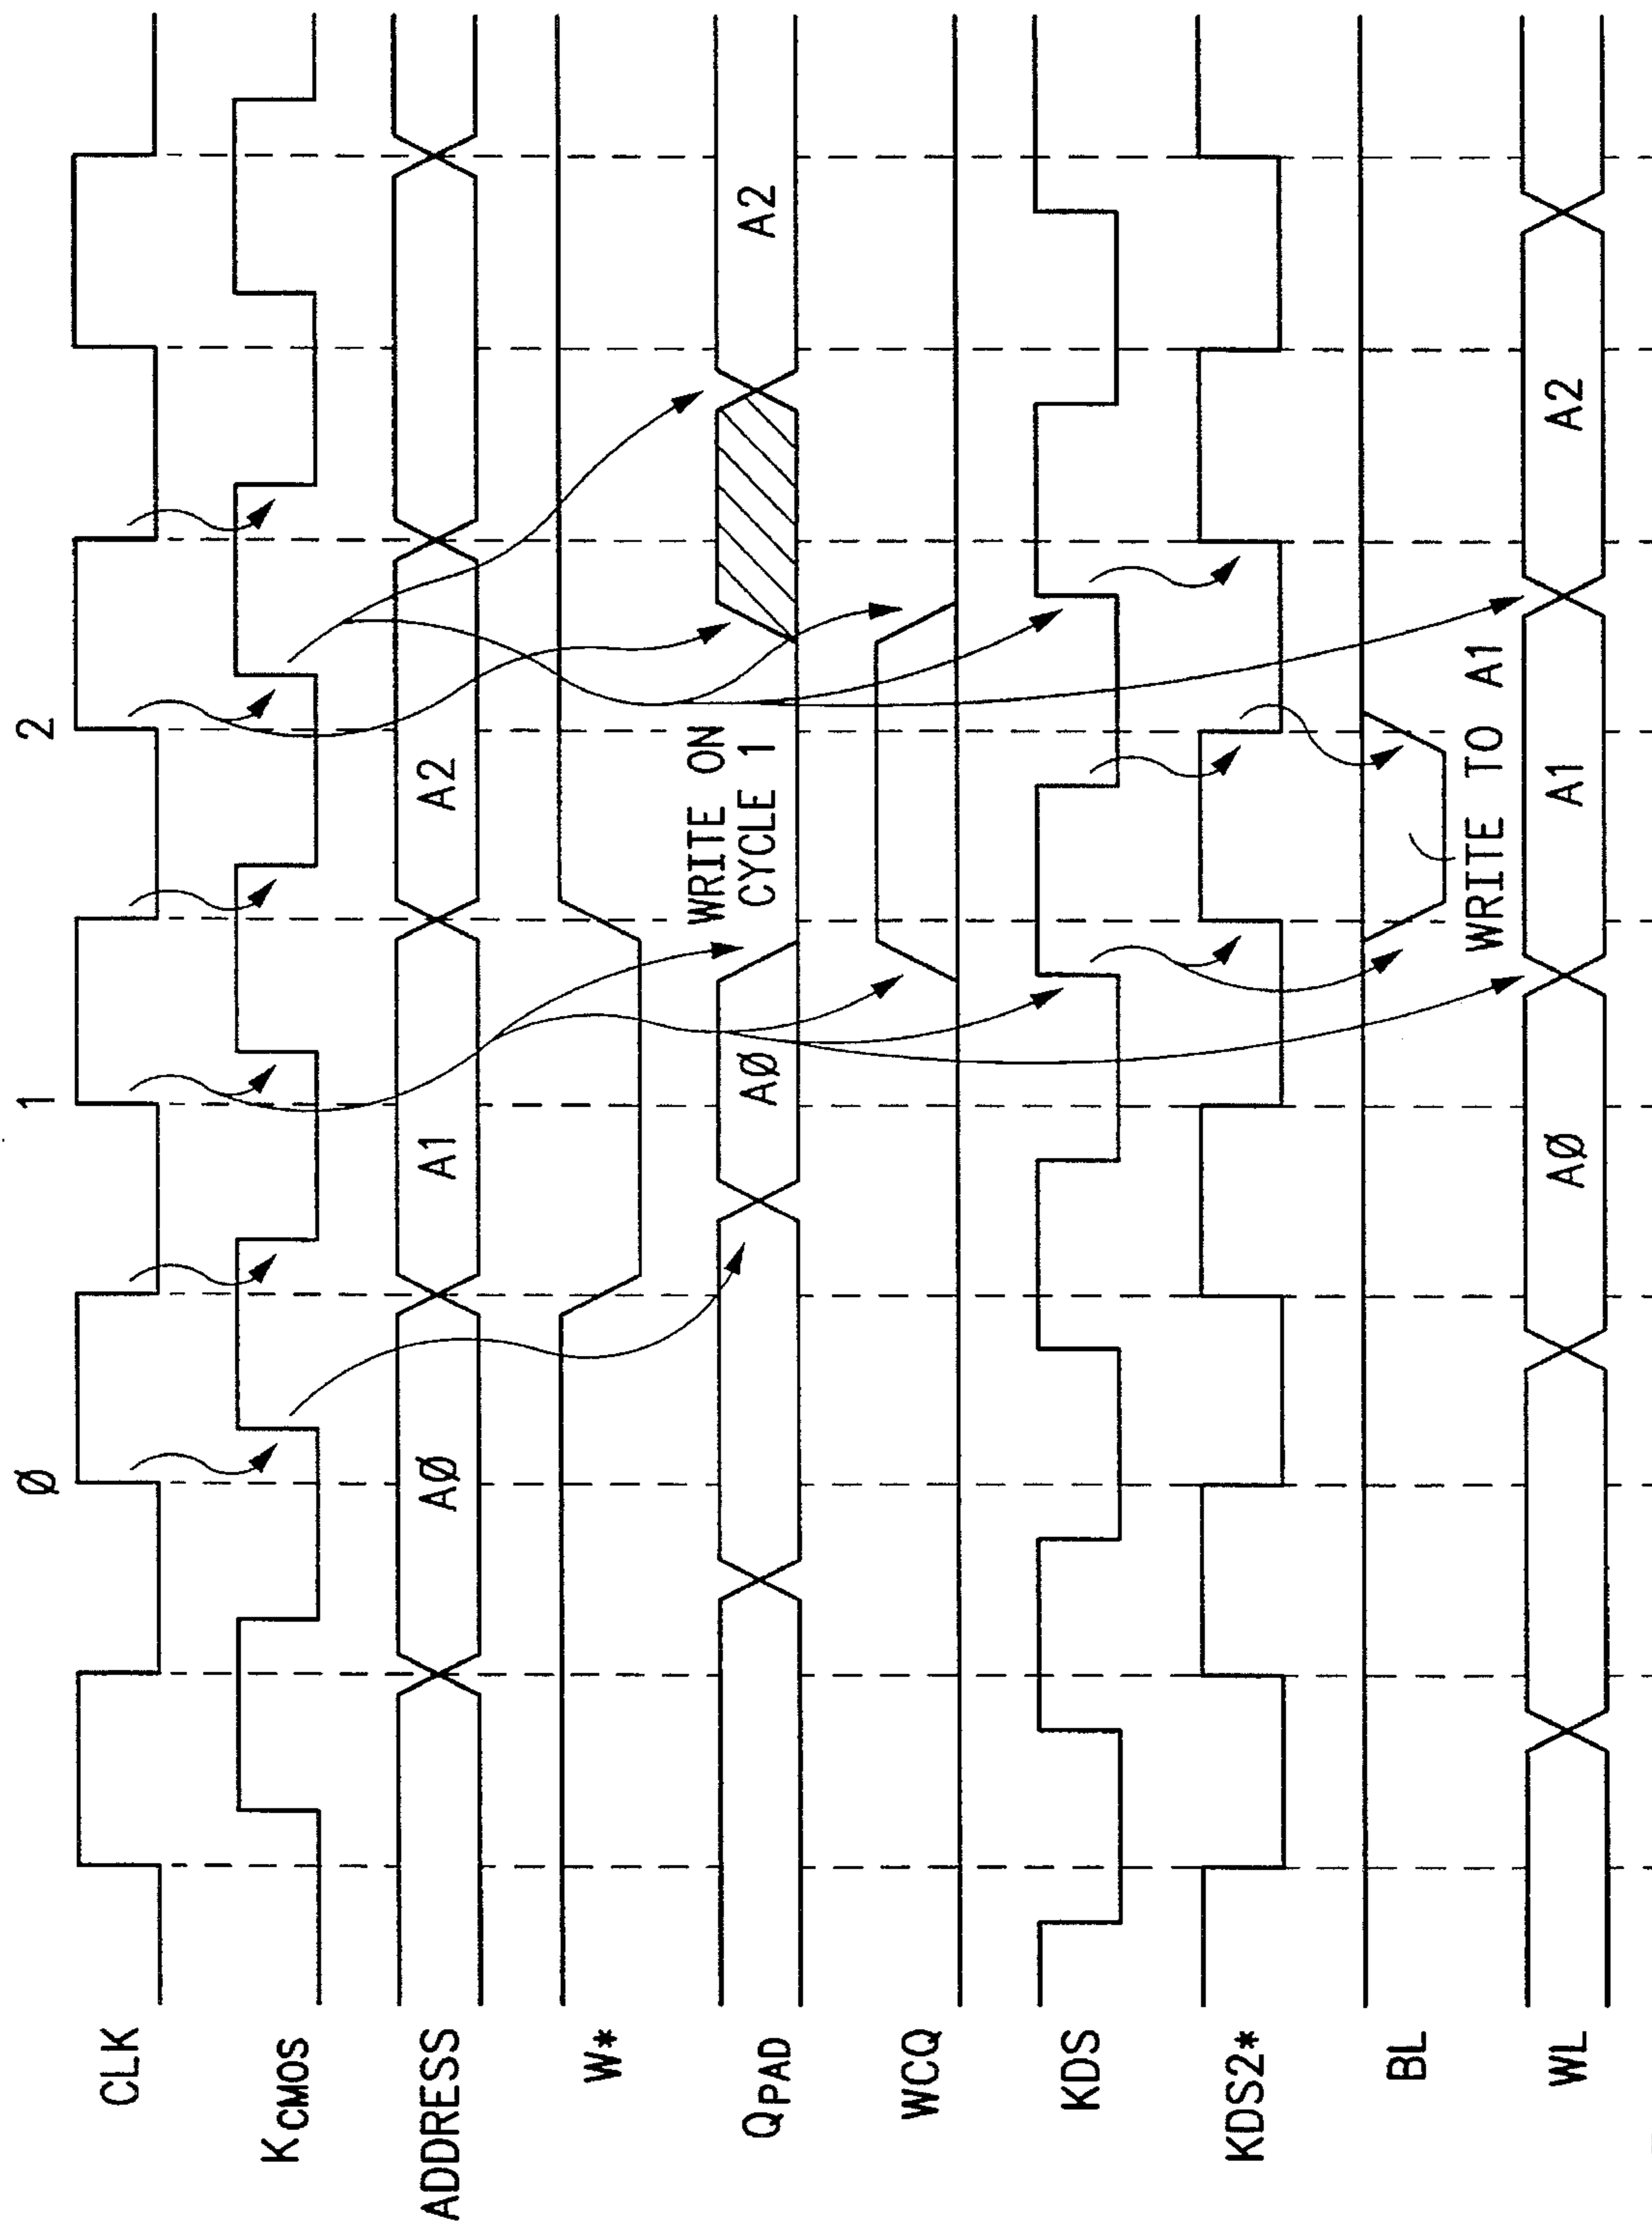 Ø 1 2
CLK
KCMOS
ADDRESS AØ A1 A2
W*
QPAD AØ WRITE ON
CYCLE 1 A2
WCQ
KDS
KDS2*
BL
WRITE TO A1
WL AØ A1 A2